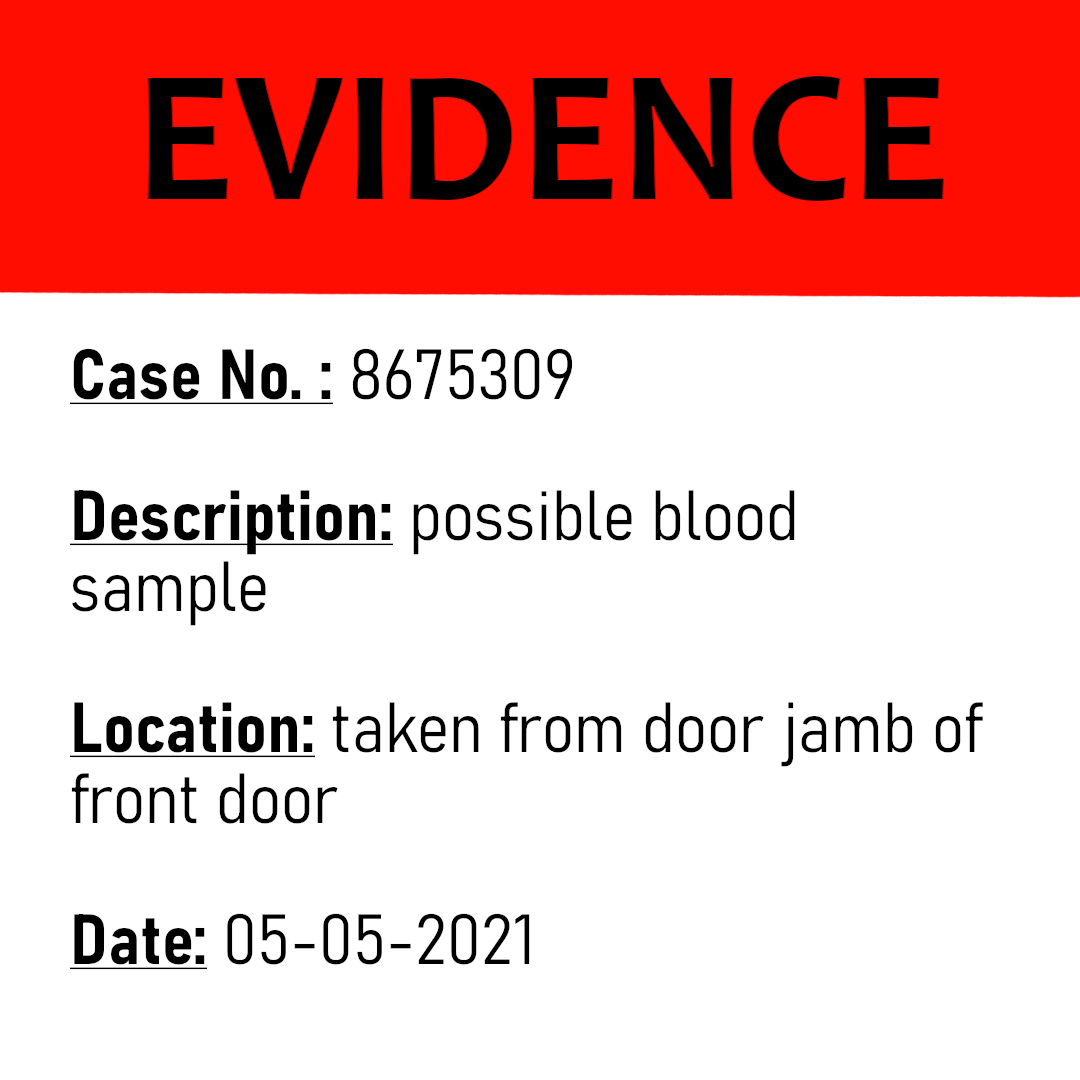 EVIDENCE
Case No. : 8675309
Description: possible blood
sample
Location: taken from door jamb of
front door
Date: 05-05-2021